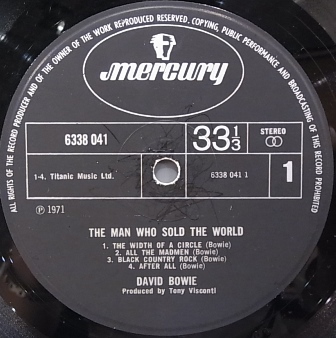 ALL RIGHTS OF THE RECORD PRODUCER AND OF THE OWNER OF THE WORK REPRODUCED RESERVED. COPYING, PUBLIC PERFORMANCE AND BROADCASTING OF THIS RECORD PROHIBITED
mercury
6338 041
33 1/3
STEREO
1-4. Titanic Music Ltd.
6338 041 1
1
℗ 1971
THE MAN WHO SOLD THE WORLD
1. THE WIDTH OF A CIRCLE (Bowie)
2. ALL THE MADMEN (Bowie)
3. BLACK COUNTRY ROCK (Bowie)
4. AFTER ALL (Bowie)
DAVID BOWIE
Produced by Tony Visconti